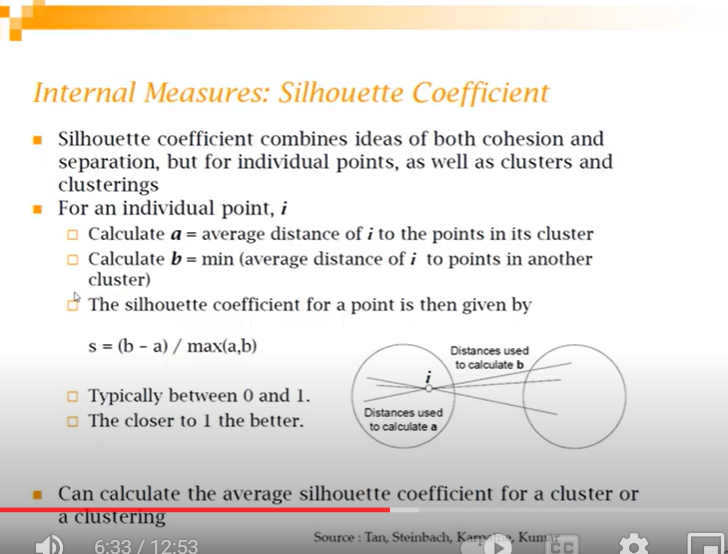 Internal Measures: Silhouette Coefficient
Silhouette coefficient combines ideas of both cohesion and
separation, but for individual points, as well as clusters and
clusterings
For an individual point, i
Calculate a = average distance of i to the points in its cluster
Calculate b = min (average distance of i to points in another
cluster)
The silhouette coefficient for a point is then given by
s = (b – a) / max(a,b)
Distances used
to calculate b
i
Distances used
to calculate a
Typically between 0 and 1.
The closer to 1 the better.
Can calculate the average silhouette coefficient for a cluster or
a clustering
Source : Tan, Steinbach,
6:33 / 12:53
CC